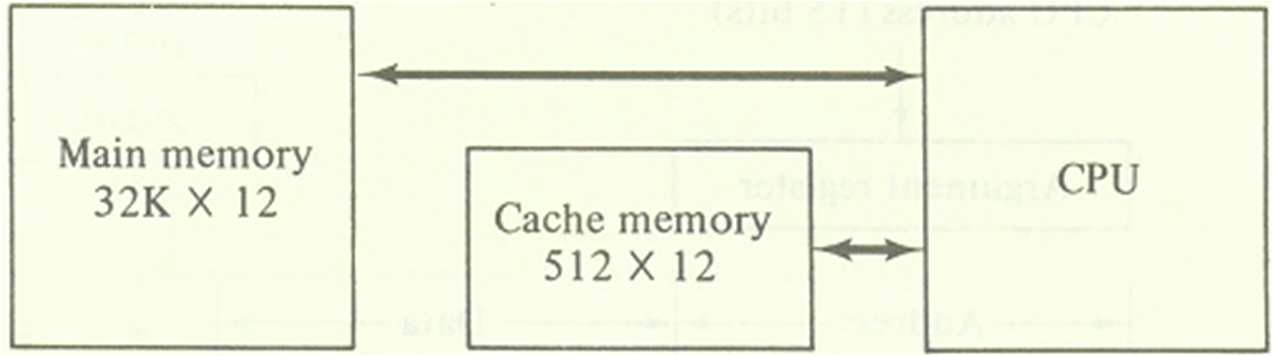 Main memory
32K X 12
Cache memory
512 X 12
CPU